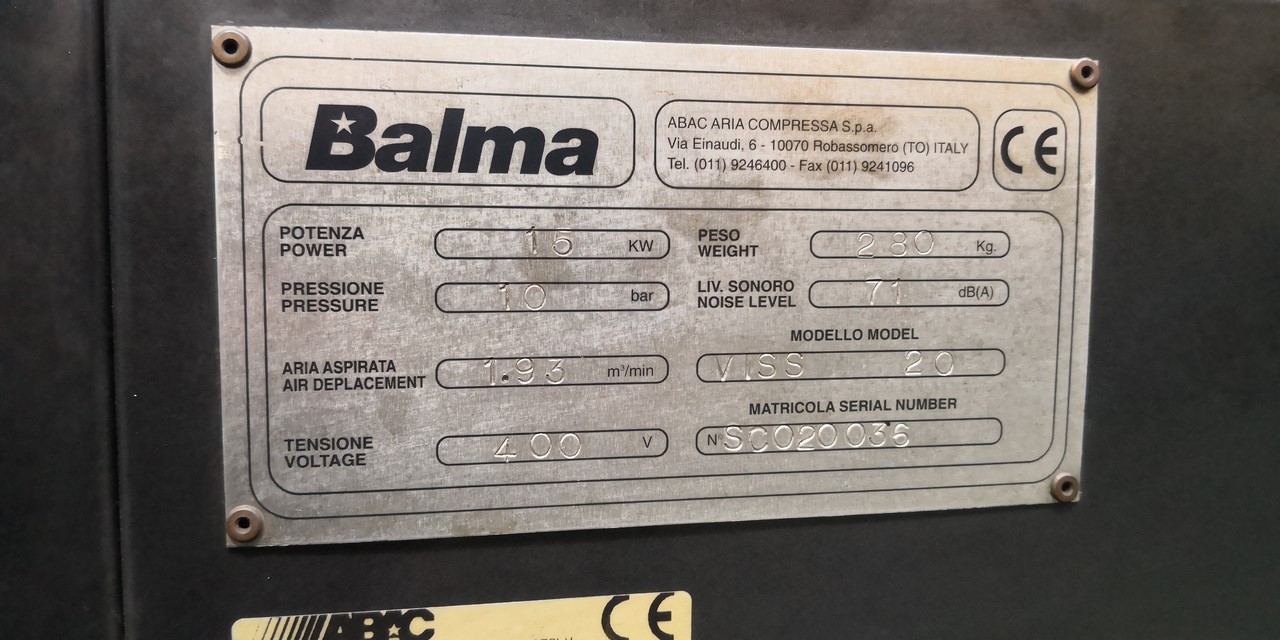 Balma
ABAC ARIA COMPRESSA S.p.a.
Via Einaudi, 6 - 10070 Robassomero (TO) ITALY
Tel. (011) 9246400 - Fax (011) 9241096
CE
POTENZA
POWER
15 KW
PESO
WEIGHT
280 Kg.
PRESSIONE
PRESSURE
10 bar
LIV. SONORO
NOISE LEVEL
71 dB(A)
ARIA ASPIRATA
AIR DEPLACEMENT
1.93 m³/min
MODELLO MODEL
VISS 20
TENSIONE
VOLTAGE
400 V
MATRICOLA SERIAL NUMBER
N° SC020036
ABAC
CE